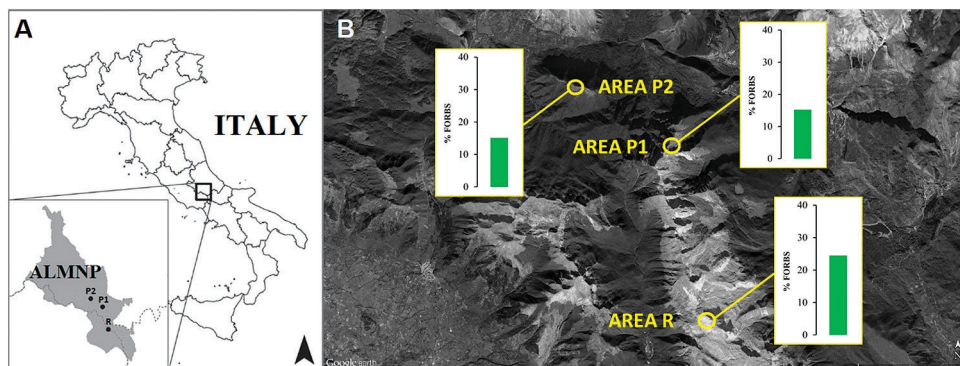 A
ITALY
ALMNP
P2
P1
R
B
40
30
20
10
0
% FORBS
AREA P2
40
30
20
10
0
% FORBS
AREA P1
40
30
20
10
0
% FORBS
AREA R
Google earth
N